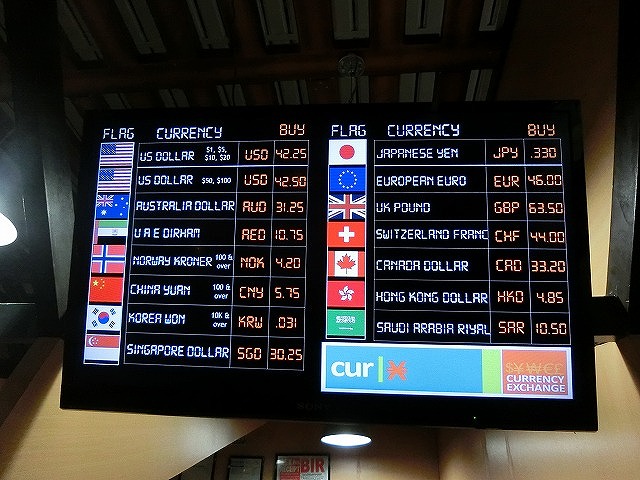 FLAG CURRENCY BUY
US DOLLAR $1, $5, $10, $20 USD 42.25
US DOLLAR $50, $100 USD 42.50
AUSTRALIA DOLLAR AUD 31.25
U A E DIRHAM AED 10.75
NORWAY KRONER 100 & over NOK 4.20
CHINA YUAN 100 & over CNY 5.75
KOREA WON 10K & over KRW .031
SINGAPORE DOLLAR SGD 30.25
FLAG CURRENCY BUY
JAPANESE YEN JPY .330
EUROPEAN EURO EUR 46.00
UK POUND GBP 63.50
SWITZERLAND FRANC CHF 44.00
CANADA DOLLAR CAD 33.20
HONG KONG DOLLAR HKD 4.85
SAUDI ARABIA RIYAL SAR 10.50
cur
$¥₩€£
CURRENCY
EXCHANGE
SONY
RECEIPT BIR